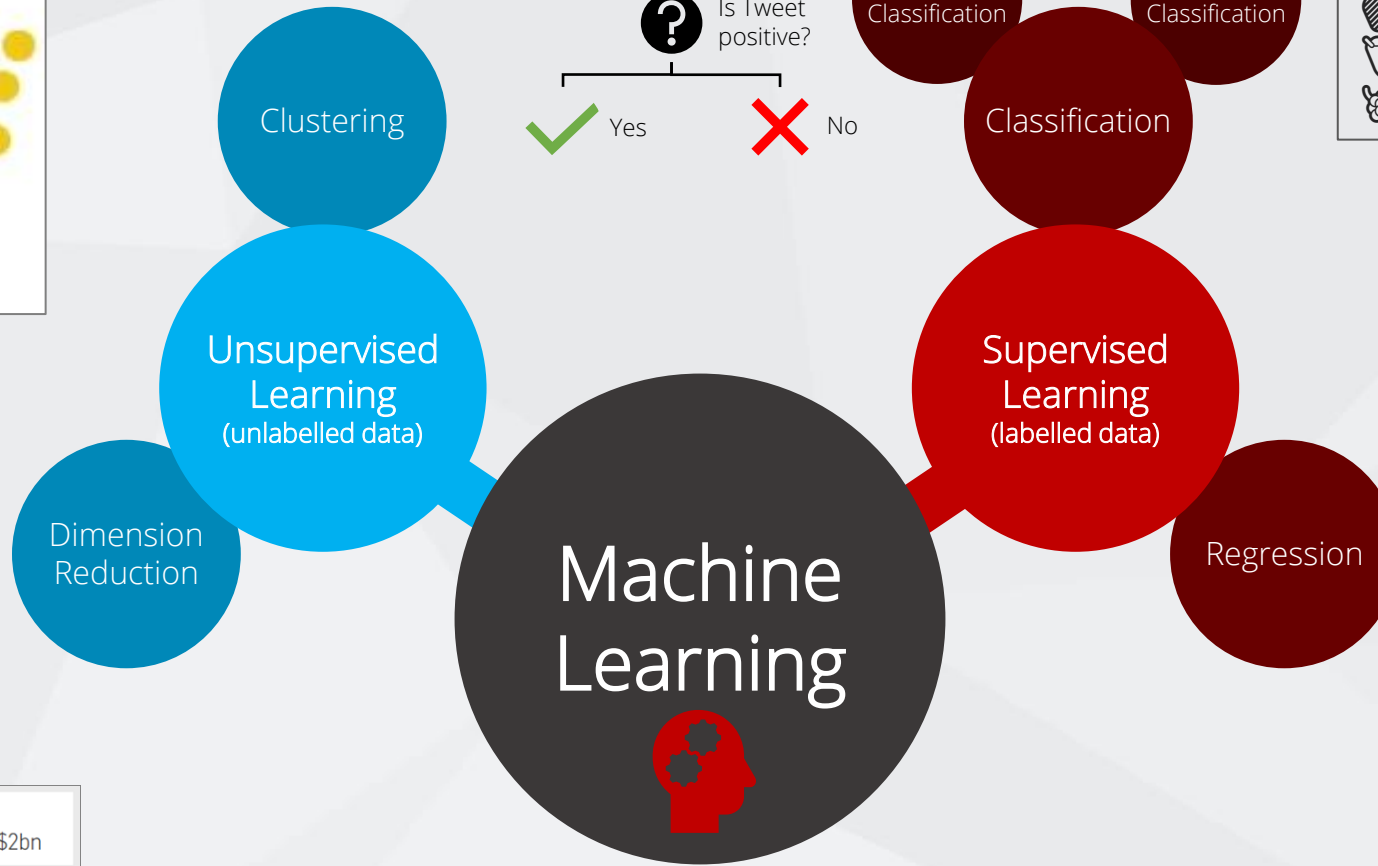 Is Tweet
positive?
Yes
No
Classification
Classification
Clustering
Classification
Unsupervised
Learning
(unlabelled data)
Supervised
Learning
(labelled data)
Dimension
Reduction
Regression
Machine
Learning
$2bn